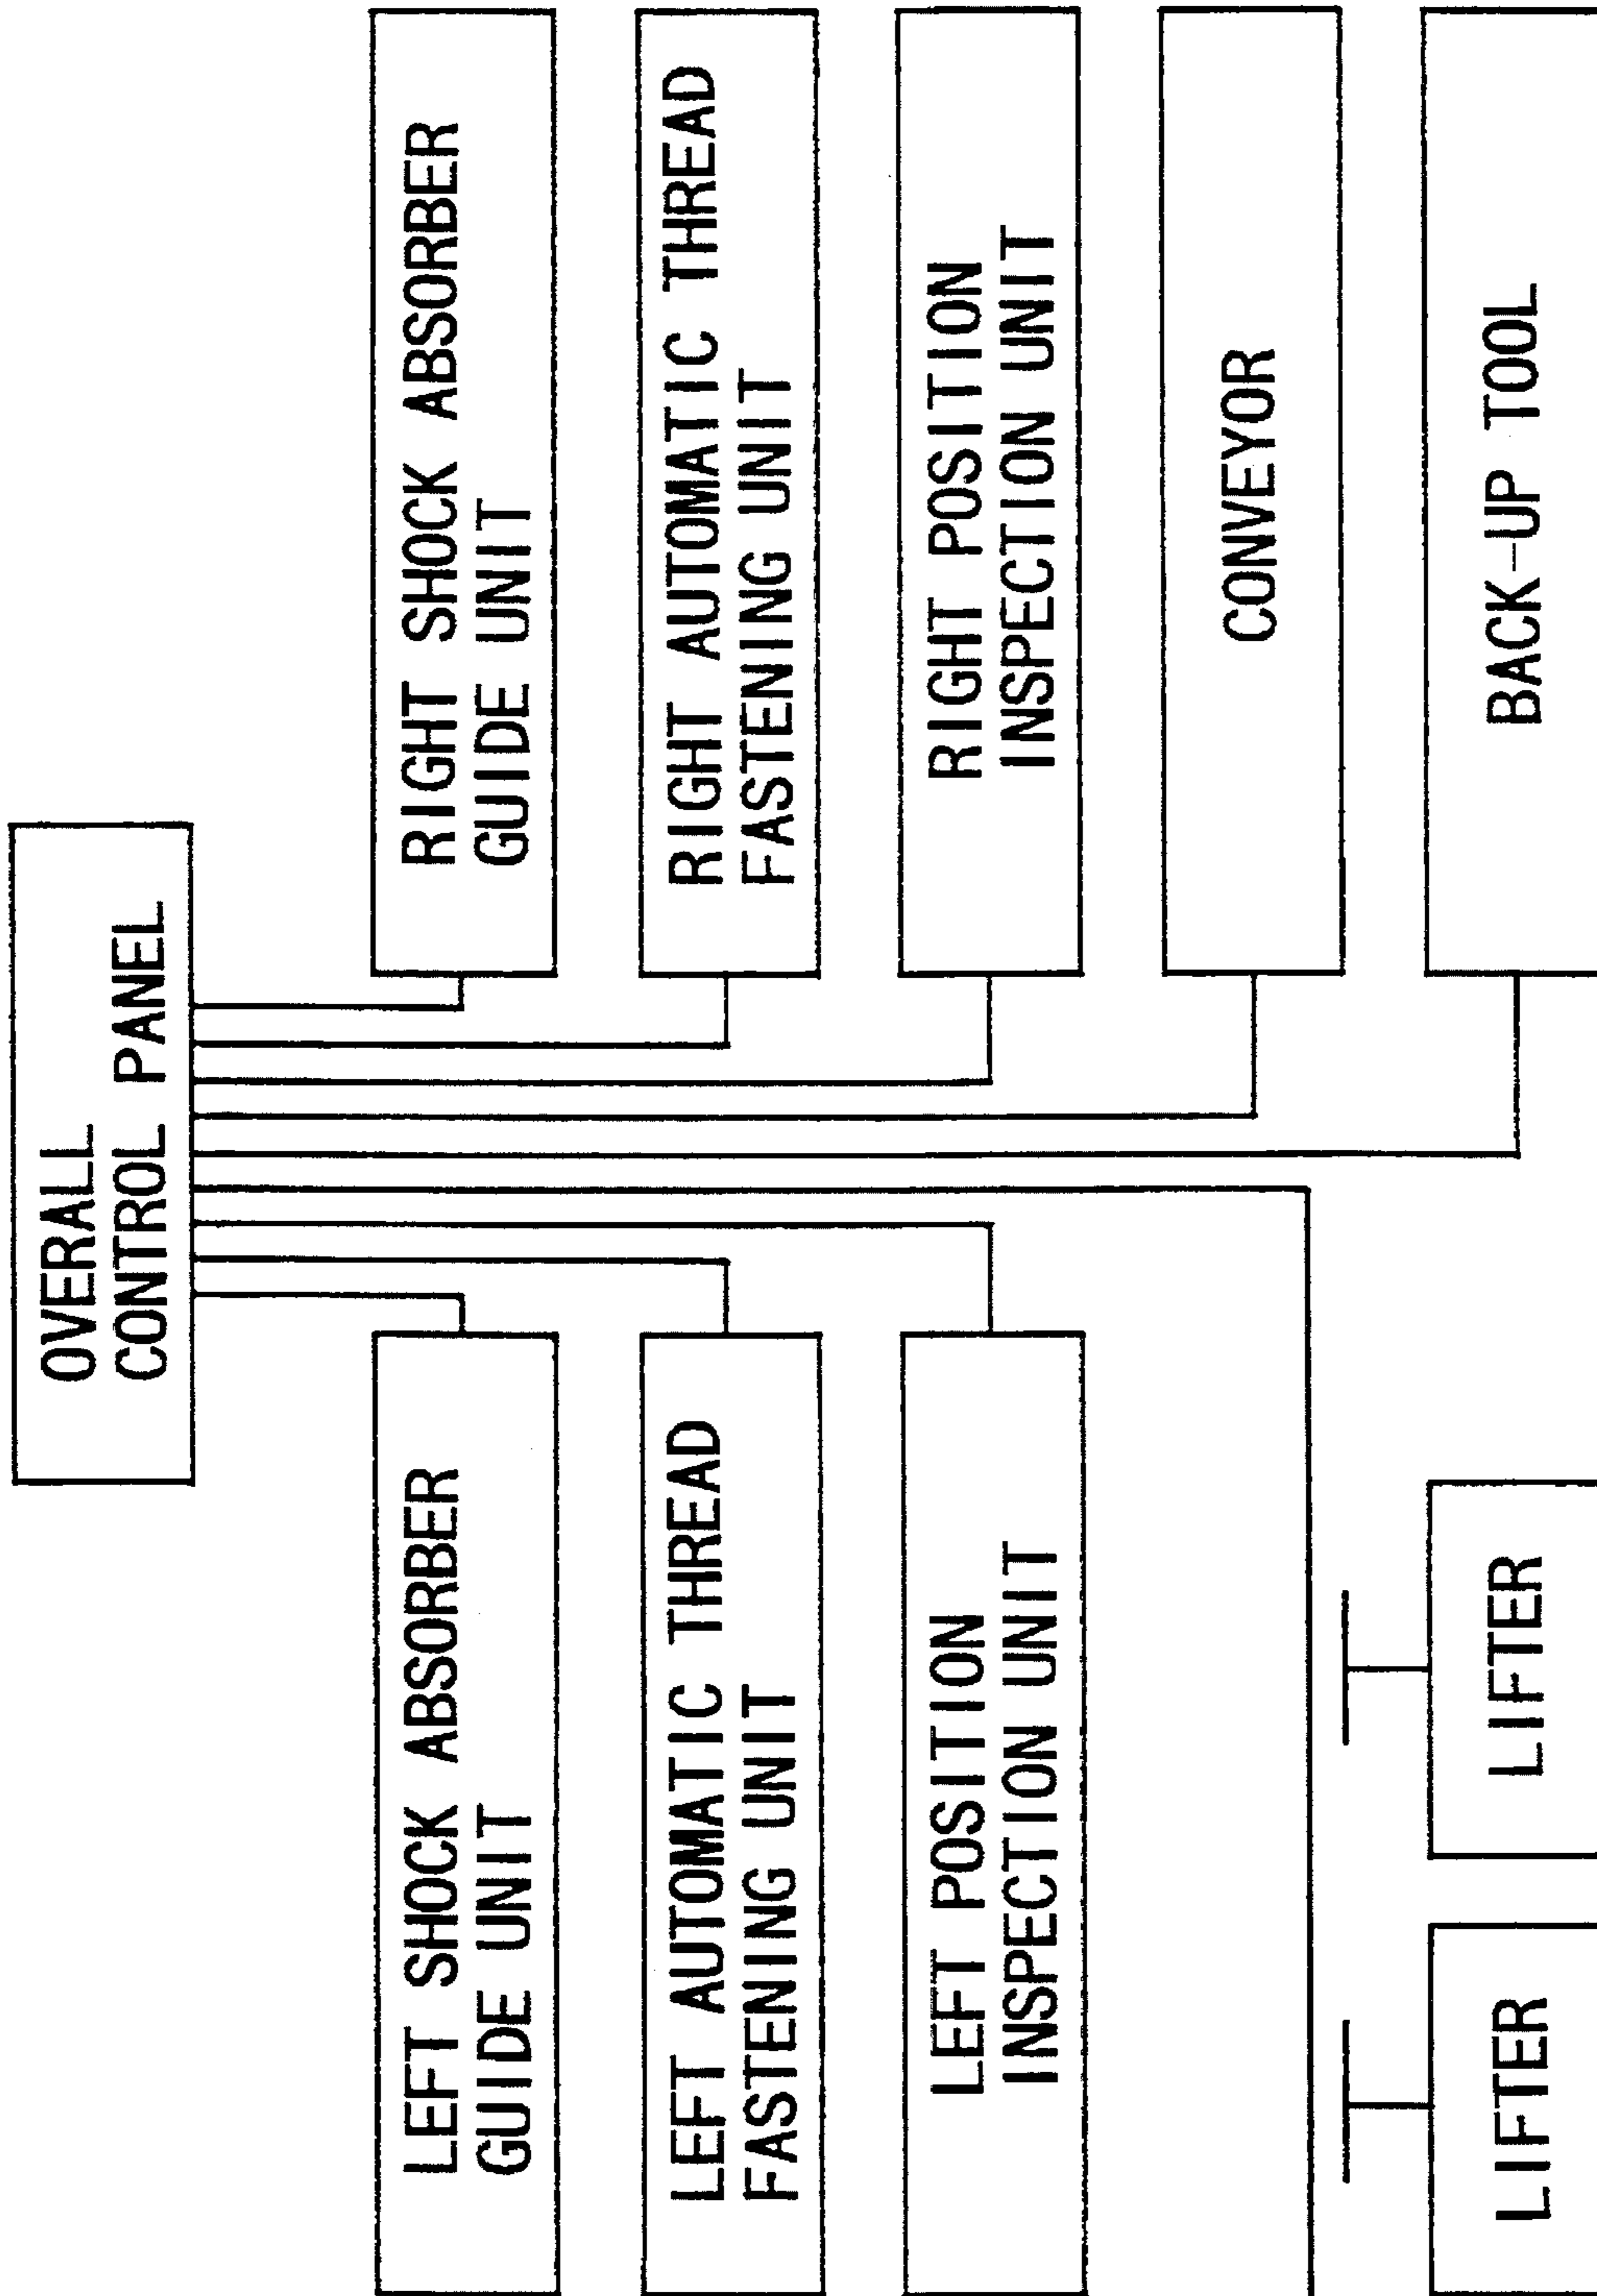 OVERALL
CONTROL PANEL
LEFT SHOCK ABSORBER
GUIDE UNIT
RIGHT SHOCK ABSORBER
GUIDE UNIT
LEFT AUTOMATIC THREAD
FASTENING UNIT
RIGHT AUTOMATIC THREAD
FASTENING UNIT
LEFT POSITION
INSPECTION UNIT
RIGHT POSITION
INSPECTION UNIT
CONVEYOR
LIFTER
LIFTER
BACK-UP TOOL